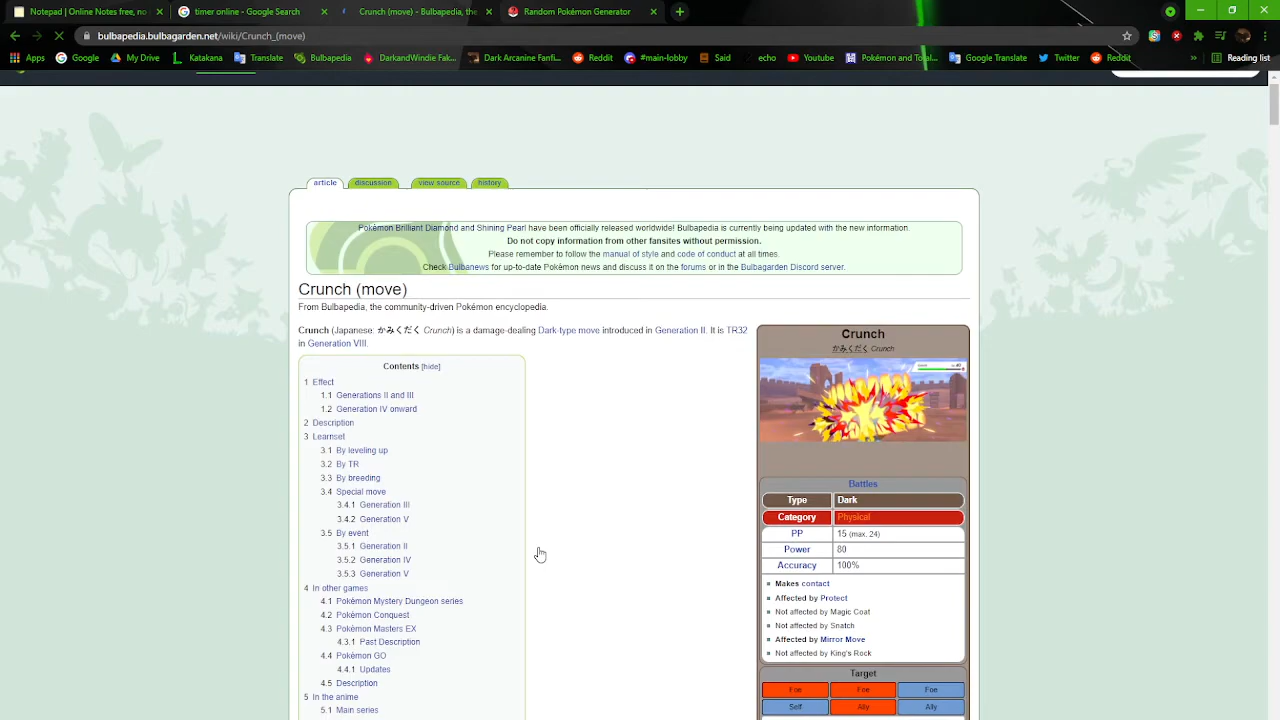 Notepad | Online Notes free, no
timer online - Google Search
Crunch (move) - Bulbapedia, the
Random Pokémon Generator
bulbapedia.bulbagarden.net/wiki/Crunch_(move)
Apps Google My Drive Katakana Translate Bulbapedia DarkandWindie Fak... Dark Arcanine Fanfi... Reddit #main-lobby Said echo Youtube Pokémon and Total... Google Translate Twitter Reddit » Reading list
article discussion view source history
Pokémon Brilliant Diamond and Shining Pearl have been officially released worldwide! Bulbapedia is currently being updated with the new information.
Do not copy information from other fansites without permission.
Please remember to follow the manual of style and code of conduct at all times.
Check Bulbanews for up-to-date Pokémon news and discuss it on the forums or in the Bulbagarden Discord server.
Crunch (move)
From Bulbapedia, the community-driven Pokémon encyclopedia.
Crunch (Japanese: かみくだく Crunch) is a damage-dealing Dark-type move introduced in Generation II. It is TR32
in Generation VIII.
Contents [hide]
1 Effect
1.1 Generations II and III
1.2 Generation IV onward
2 Description
3 Learnset
3.1 By leveling up
3.2 By TR
3.3 By breeding
3.4 Special move
3.4.1 Generation III
3.4.2 Generation V
3.5 By event
3.5.1 Generation II
3.5.2 Generation IV
3.5.3 Generation V
4 In other games
4.1 Pokémon Mystery Dungeon series
4.2 Pokémon Conquest
4.3 Pokémon Masters EX
4.3.1 Past Description
4.4 Pokémon GO
4.4.1 Updates
4.5 Description
5 In the anime
5.1 Main series
Crunch
かみくだく Crunch
Battles
Type Dark
Category Physical
PP 15 (max. 24)
Power 80
Accuracy 100%
Makes contact
Affected by Protect
Not affected by Magic Coat
Not affected by Snatch
Affected by Mirror Move
Not affected by King's Rock
Target
Foe Foe Foe
Self Ally Ally